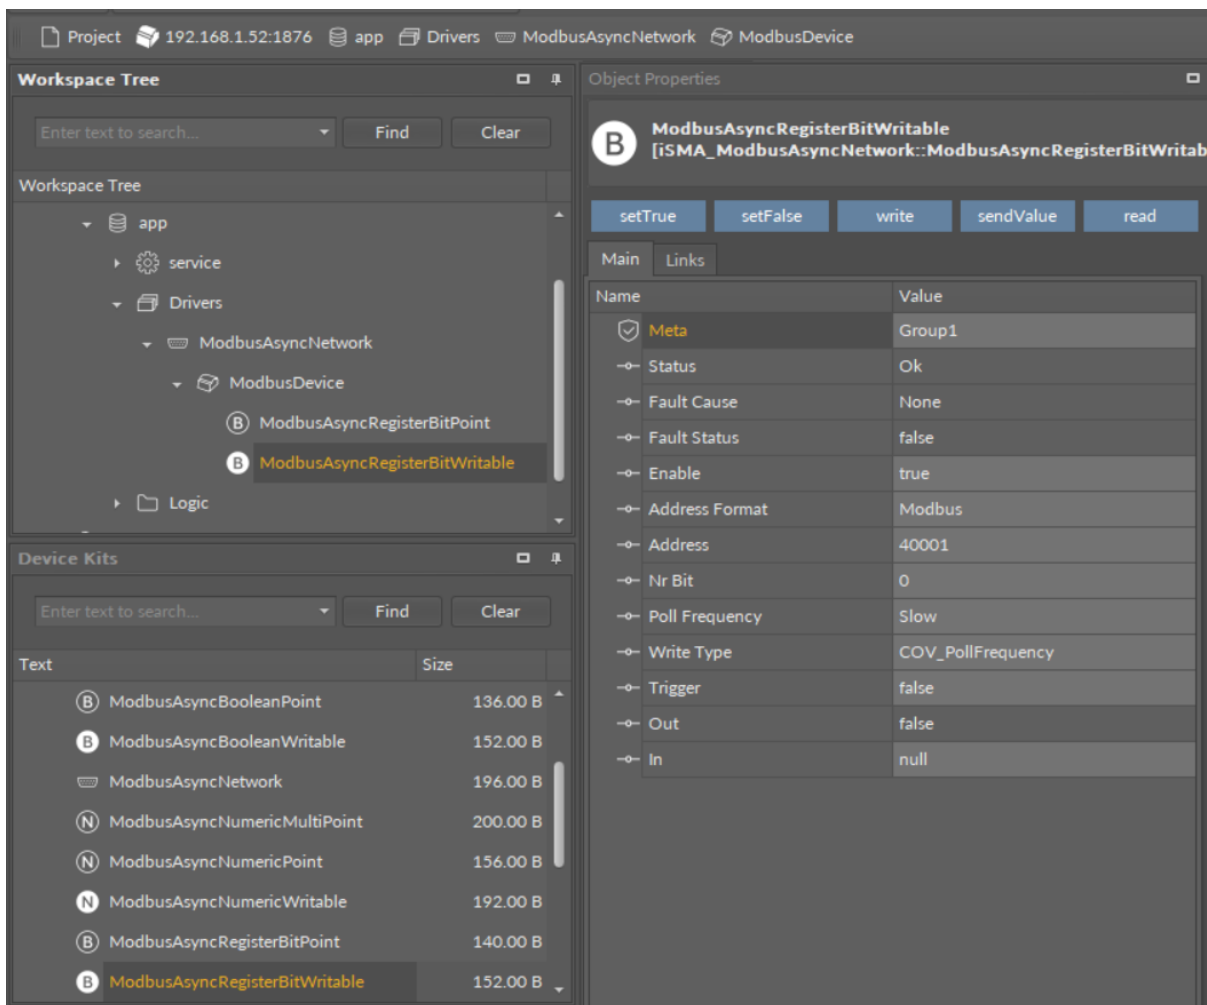 Project 192.168.1.52:1876 app Drivers ModbusAsyncNetwork ModbusDevice
Workspace Tree
Enter text to search... Find Clear
Workspace Tree
app
service
Drivers
ModbusAsyncNetwork
ModbusDevice
B ModbusAsyncRegisterBitPoint
B ModbusAsyncRegisterBitWritable
Logic
Device Kits
Enter text to search... Find Clear
Text Size
B ModbusAsyncBooleanPoint 136.00 B
B ModbusAsyncBooleanWritable 152.00 B
ModbusAsyncNetwork 196.00 B
N ModbusAsyncNumericMultiPoint 200.00 B
N ModbusAsyncNumericPoint 156.00 B
N ModbusAsyncNumericWritable 192.00 B
B ModbusAsyncRegisterBitPoint 140.00 B
B ModbusAsyncRegisterBitWritable 152.00 B
Object Properties
B ModbusAsyncRegisterBitWritable
[iSMA_ModbusAsyncNetwork::ModbusAsyncRegisterBitWritab
setTrue setFalse write sendValue read
Main Links
Name Value
Meta Group1
Status Ok
Fault Cause None
Fault Status false
Enable true
Address Format Modbus
Address 40001
Nr Bit 0
Poll Frequency Slow
Write Type COV_PollFrequency
Trigger false
Out false
In null